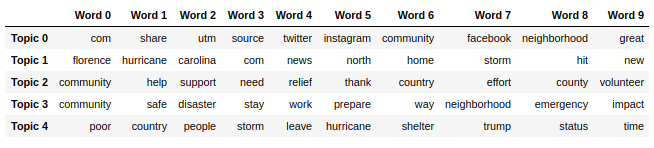 Word 0 Word 1 Word 2 Word 3 Word 4 Word 5 Word 6 Word 7 Word 8 Word 9
Topic 0 com share utm source twitter instagram community facebook neighborhood great
Topic 1 florence hurricane carolina com news north home storm hit new
Topic 2 community help support need relief thank country effort county volunteer
Topic 3 community safe disaster stay work prepare way neighborhood emergency impact
Topic 4 poor country people storm leave hurricane shelter trump status time